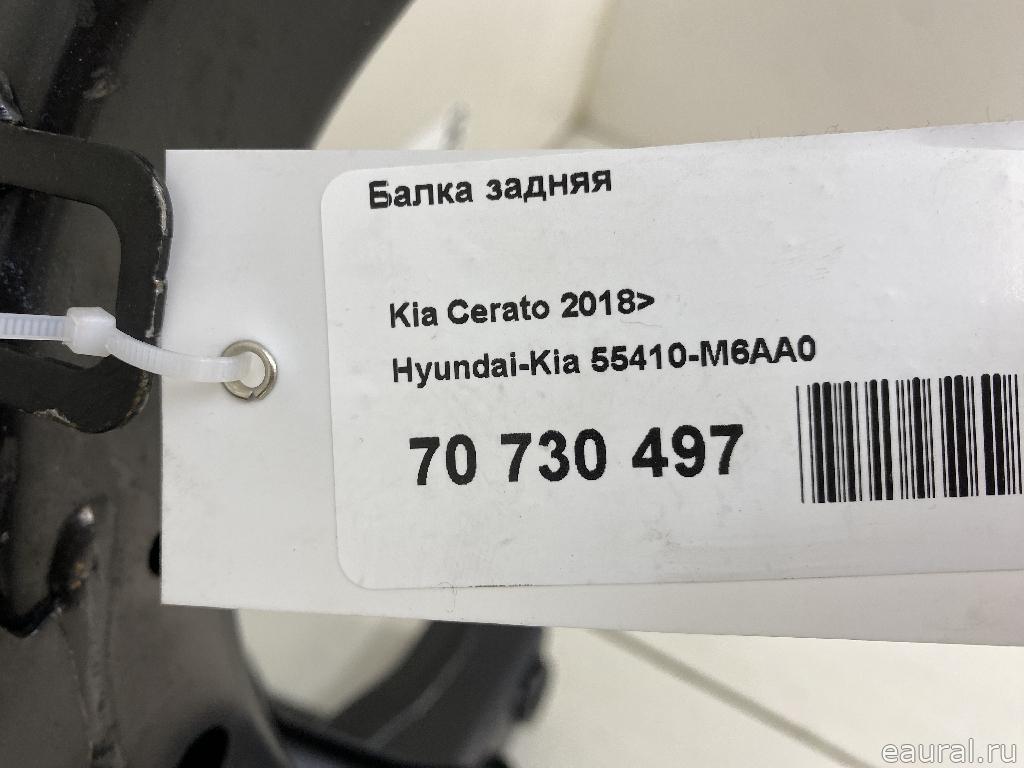 Балка задняя
Kia Cerato 2018>
Hyundai-Kia 55410-M6AA0
70 730 497
eaural.ru